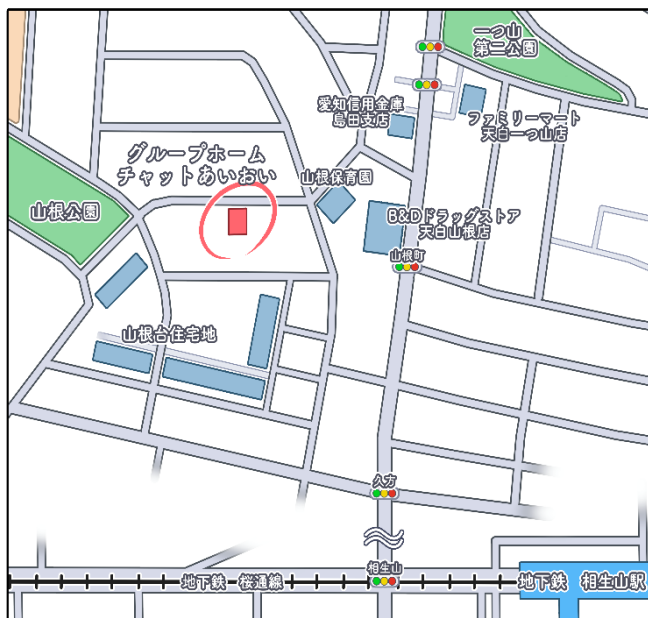 一つ山
第二公園
愛知信用金庫
島田支店
ファミリーマート
天白一つ山店
グループホーム
チャットあいおい
山根保育園
山根公園
B&Dドラッグストア
天白山根店
山根町
山根台住宅地
久方
相生山
地下鉄 桜通線
地下鉄 相生山駅